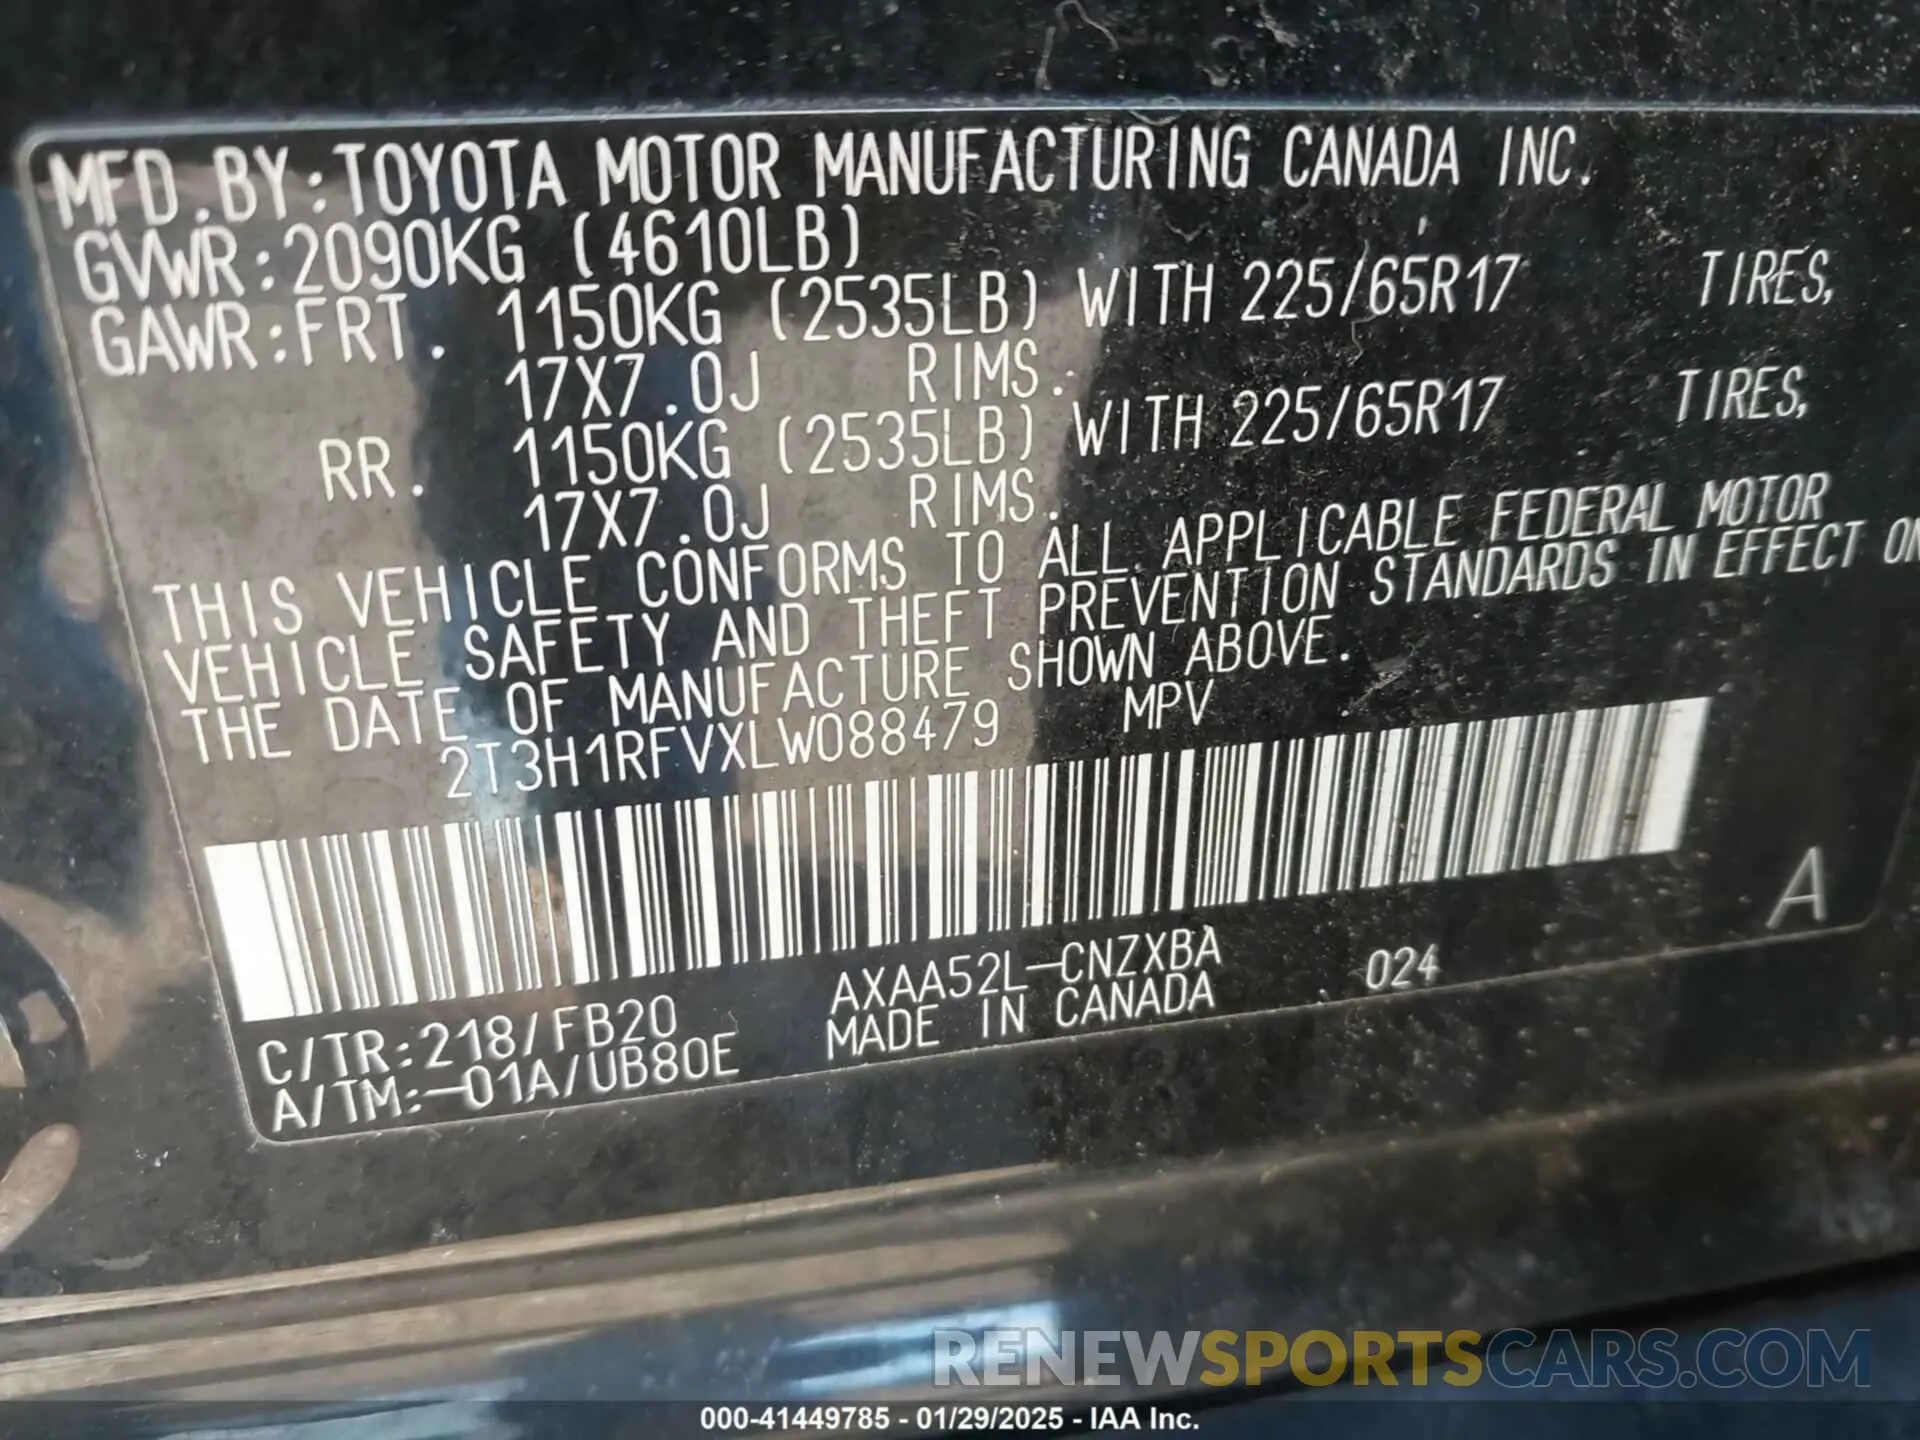 MFD.BY:TOYOTA MOTOR MANUFACTURING CANADA INC.
GVWR:2090KG (4610LB)
GAWR:FRT. 1150KG (2535LB) WITH 225/65R17 TIRES,
17X7.0J RIMS.
RR. 1150KG (2535LB) WITH 225/65R17 TIRES,
17X7.0J RIMS.
THIS VEHICLE CONFORMS TO ALL APPLICABLE FEDERAL MOTOR
VEHICLE SAFETY AND THEFT PREVENTION STANDARDS IN EFFECT ON
THE DATE OF MANUFACTURE SHOWN ABOVE.
2T3H1RFVXLW088479 MPV
A
C/TR:218/FB20 AXAA52L-CNZXBA 024
A/TM:-01A/UB80E MADE IN CANADA
RENEWSPORTSCARS.COM
000-41449785 - 01/29/2025 - IAA Inc.